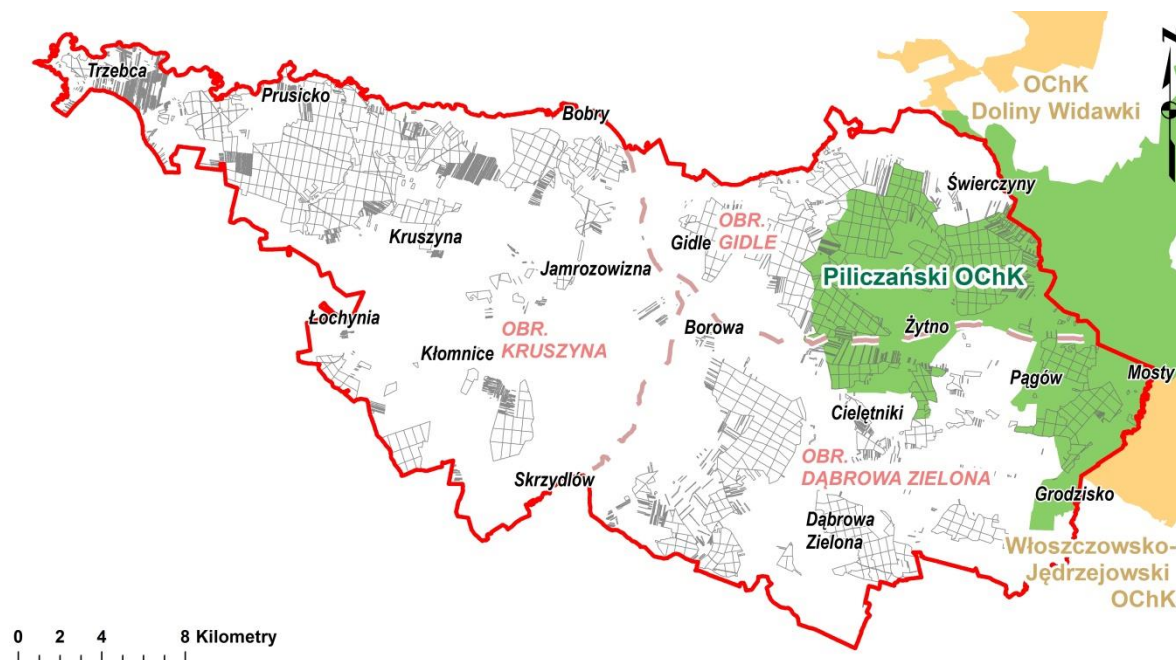 Trzebca
Prusicko
Bobry
OChK
Doliny Widawki
Świerczyny
OBR.
GIDLE
Gidle
Kruszyna
Jamrozowizna
Piliczański OChK
Łochynia
OBR.
KRUSZYNA
Borowa
Żytno
Kłomnice
Pągów
Mosty
Cielętniki
Skrzydlów
OBR.
DĄBROWA ZIELONA
Grodzisko
Dąbrowa
Zielona
Włoszczowsko-
Jędrzejowski
OChK
0 2 4 8 Kilometry